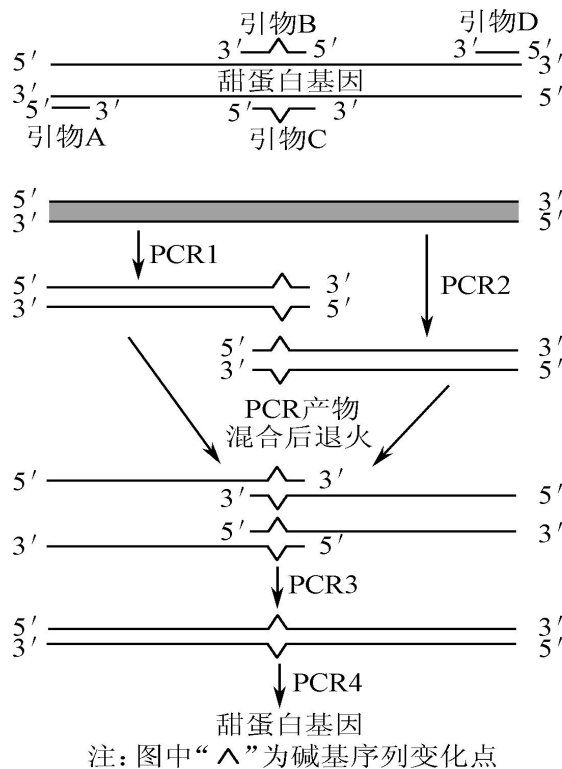 引物B 引物D
3′ 5′ 3′ 5′
5′ 3′
甜蛋白基因
3′ 5′
5′ 3′ 5′ 3′
引物A 引物C
5′ 3′
3′ 5′
PCR1 PCR2
5′ 3′
3′ 5′
5′ 3′
3′ 5′
PCR产物
混合后退火
5′ 3′
3′ 5′
5′ 3′
3′ 5′
PCR3
5′ 3′
3′ 5′
PCR4
甜蛋白基因
注:图中“∧”为碱基序列变化点